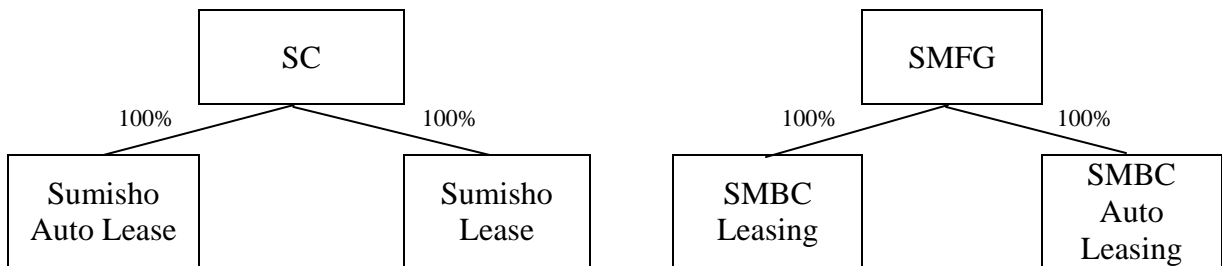 SC
SMFG
100%
100%
100%
100%
Sumisho
Auto Lease
Sumisho
Lease
SMBC
Leasing
SMBC
Auto
Leasing